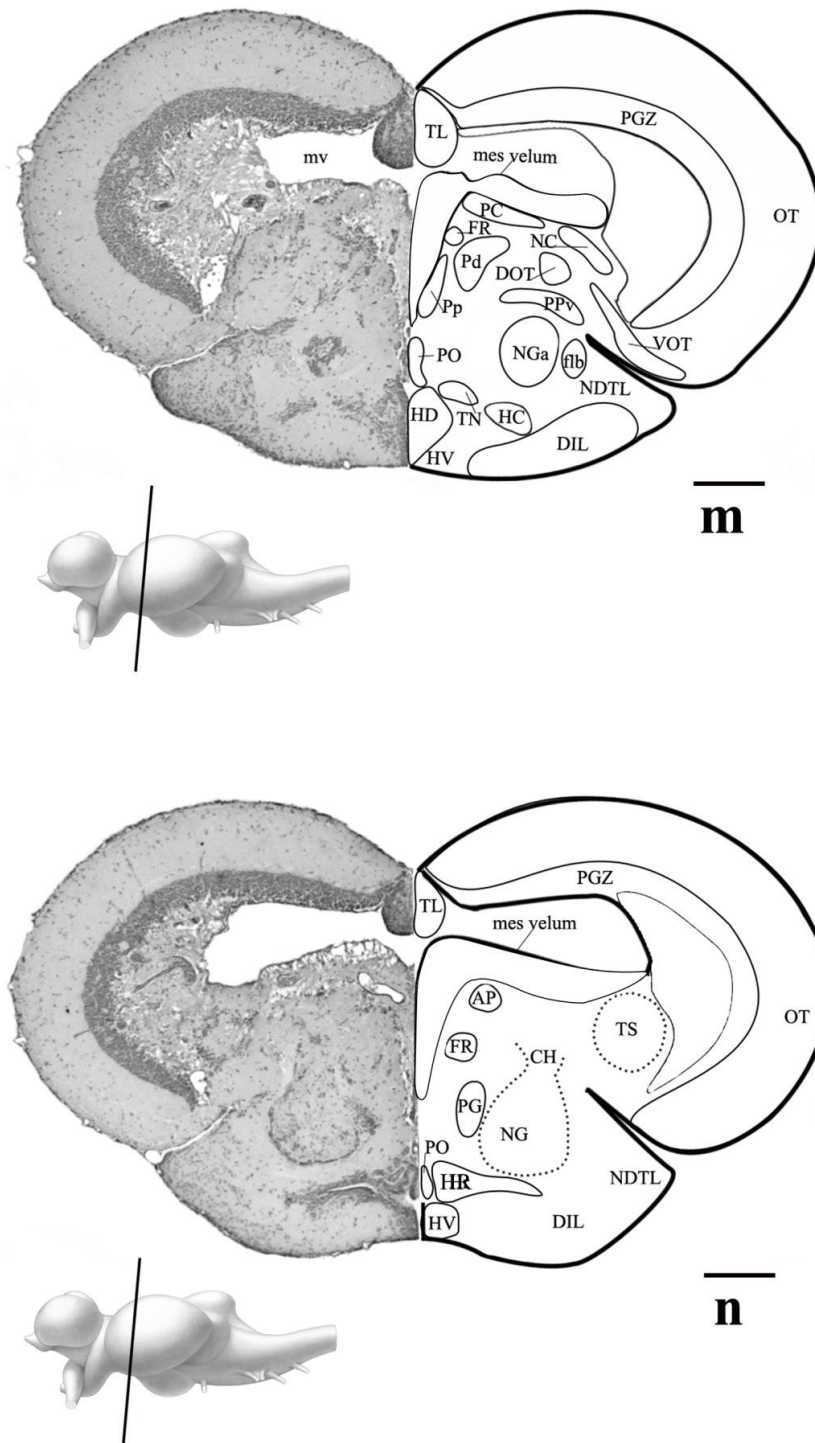 PGZ
TL
mv
mes velum
OT
PC
FR
NC
Pd
DOT
Pp
PPv
VOT
PO
NGa
flb
NDTL
HD
TN
HC
DIL
HV
m
PGZ
TL
mes velum
AP
TS
OT
FR
CH
PG
NG
PO
NDTL
HR
HV
DIL
n